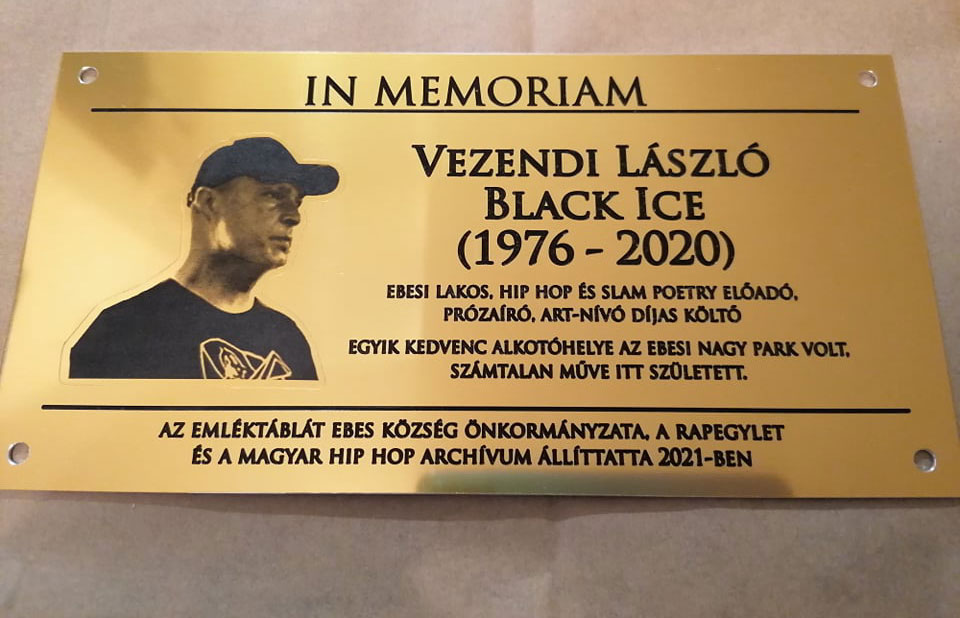 IN MEMORIAM
VEZENDI LÁSZLÓ
BLACK ICE
(1976 - 2020)
EBESI LAKOS, HIP HOP ÉS SLAM POETRY ELŐADÓ,
PRÓZAÍRÓ, ART-NÍVÓ DÍJAS KÖLTŐ
EGYIK KEDVENC ALKOTÓHELYE AZ EBESI NAGY PARK VOLT,
SZÁMTALAN MŰVE ITT SZÜLETETT.
AZ EMLÉKTÁBLÁT EBES KÖZSÉG ÖNKORMÁNYZATA, A RAPEGYLET
ÉS A MAGYAR HIP HOP ARCHÍVUM ÁLLÍTTATTA 2021-BEN